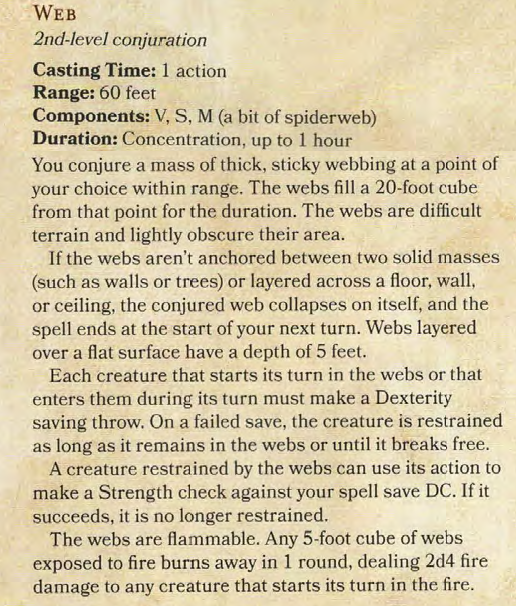 WEB
2nd-level conjuration
Casting Time: 1 action
Range: 60 feet
Components: V, S, M (a bit of spiderweb)
Duration: Concentration, up to 1 hour
You conjure a mass of thick, sticky webbing at a point of
your choice within range. The webs fill a 20-foot cube
from that point for the duration. The webs are difficult
terrain and lightly obscure their area.
If the webs aren't anchored between two solid masses
(such as walls or trees) or layered across a floor, wall,
or ceiling, the conjured web collapses on itself, and the
spell ends at the start of your next turn. Webs layered
over a flat surface have a depth of 5 feet.
Each creature that starts its turn in the webs or that
enters them during its turn must make a Dexterity
saving throw. On a failed save, the creature is restrained
as long as it remains in the webs or until it breaks free.
A creature restrained by the webs can use its action to
make a Strength check against your spell save DC. If it
succeeds, it is no longer restrained.
The webs are flammable. Any 5-foot cube of webs
exposed to fire burns away in 1 round, dealing 2d4 fire
damage to any creature that starts its turn in the fire.